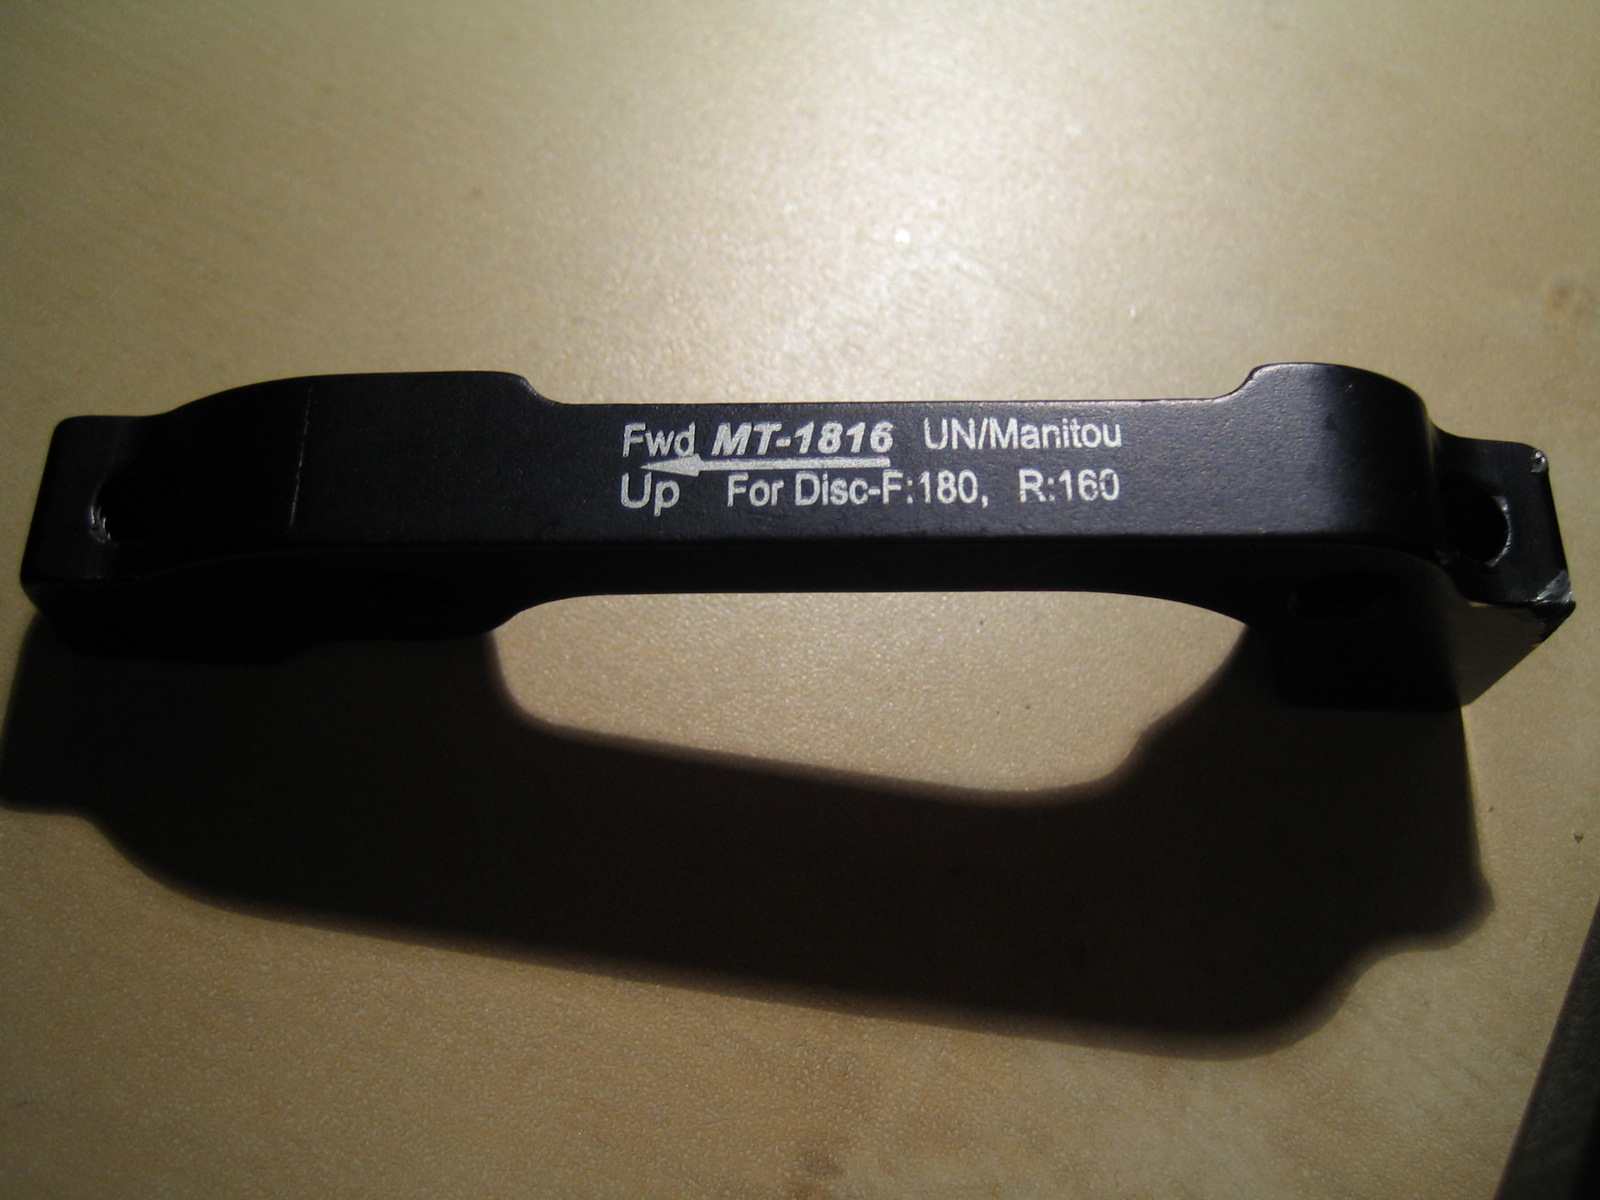 Fwd MT-1816 UN/Manitou
Up For Disc-F:180, R:160